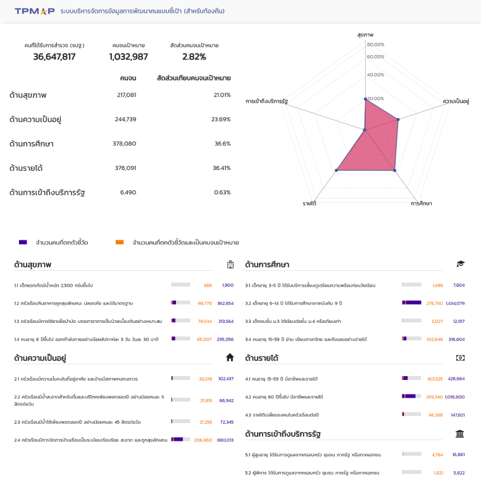 TPMAP ระบบบริหารจัดการข้อมูลการพัฒนาคนแบบชี้เป้า (สำหรับท้องถิ่น)
คนที่ได้รับการสำรวจ (จปฐ.) คนจนเป้าหมาย สัดส่วนคนจนเป้าหมาย
36,647,817 1,032,987 2.82%
คนจน สัดส่วนเทียบคนจนเป้าหมาย
ด้านสุขภาพ 217,081 21.01%
ด้านความเป็นอยู่ 244,739 23.69%
ด้านการศึกษา 378,080 36.6%
ด้านรายได้ 376,091 36.41%
ด้านการเข้าถึงบริการรัฐ 6,490 0.63%
สุขภาพ
80.00%
60.00%
40.00%
20.00%
การเข้าถึงบริการรัฐ ความเป็นอยู่
รายได้ การศึกษา
จำนวนคนที่ตกตัวชี้วัด จำนวนคนที่ตกตัวชี้วัดและเป็นคนจนเป้าหมาย
ด้านสุขภาพ
1.1 เด็กแรกเกิดมีน้ำหนัก 2,500 กรัมขึ้นไป 1,800
1.2 ครัวเรือนกินอาหารถูกสุขลักษณะ ปลอดภัย และได้มาตรฐาน 99,779 362,654
1.3 ครัวเรือนมีการใช้ยาเพื่อบำบัด บรรเทาอาการเจ็บป่วยเบื้องต้นอย่างเหมาะสม 78,544 313,564
1.4 คนอายุ 6 ปีขึ้นไป ออกกำลังกายอย่างน้อยสัปดาห์ละ 3 วัน วันละ 30 นาที 85,007 295,056
ด้านความเป็นอยู่
2.1 ครัวเรือนมีความมั่นคงในที่อยู่อาศัย และบ้านมีสภาพคงทนถาวร 30,015 102,437
2.2 ครัวเรือนมีน้ำสะอาดสำหรับดื่มและบริโภคเพียงพอตลอดปี อย่างน้อยคนละ 5 ลิตรต่อวัน 21,815 86,942
2.3 ครัวเรือนมีน้ำใช้เพียงพอตลอดปี อย่างน้อยคนละ 45 ลิตรต่อวัน 21,255 72,345
2.4 ครัวเรือนมีการจัดการบ้านเรือนเป็นระเบียบเรียบร้อย สะอาด และถูกสุขลักษณะ 206,660 380,013
ด้านการศึกษา
3.1 เด็กอายุ 3-5 ปี ได้รับบริการเลี้ยงดูเตรียมความพร้อมก่อนวัยเรียน 1,486 7,804
3.2 เด็กอายุ 6-14 ปี ได้รับการศึกษาภาคบังคับ 9 ปี 276,750 1,634,079
3.3 เด็กจบชั้น ม.3 ได้เรียนต่อชั้น ม.4 หรือเทียบเท่า 3,021 12,917
3.4 คนอายุ 15-59 ปี อ่าน เขียนภาษาไทย และคิดเลขอย่างง่ายได้ 153,848 316,804
ด้านรายได้
4.1 คนอายุ 15-59 ปี มีอาชีพและรายได้ 153,525 426,664
4.2 คนอายุ 60 ปีขึ้นไป มีอาชีพและรายได้ 255,340 1,016,800
4.3 รายได้เฉลี่ยของคนในครัวเรือนต่อปี 46,268 147,821
ด้านการเข้าถึงบริการรัฐ
5.1 ผู้สูงอายุ ได้รับการดูแลจากครอบครัว ชุมชน ภาครัฐ หรือภาคเอกชน 4,784 16,861
5.2 ผู้พิการ ได้รับการดูแลจากครอบครัว ชุมชน ภาครัฐ หรือภาคเอกชน 1,821 5,822